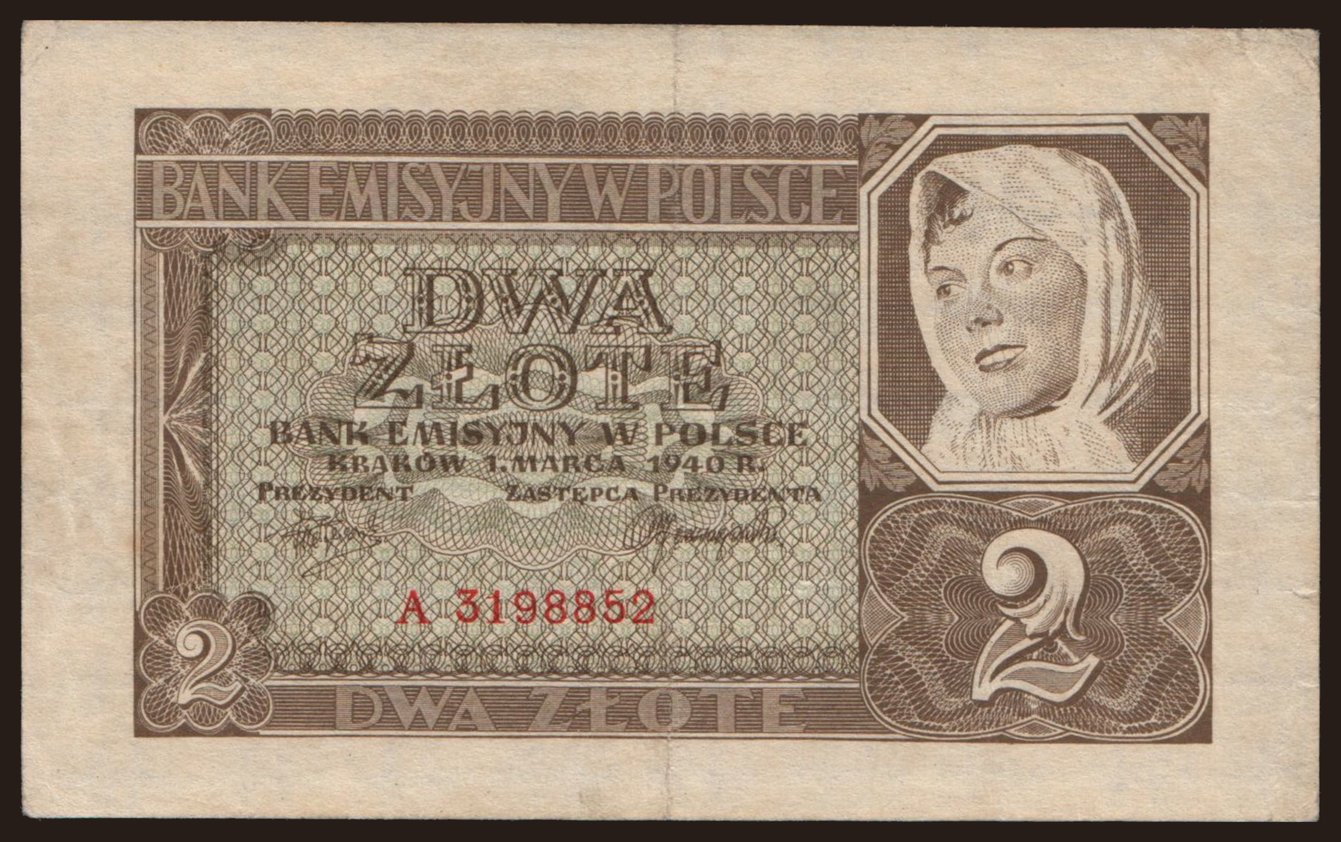 BANK EMISYJNY W POLSCE
DWA
ZŁOTE
BANK EMISYJNY W POLSCE
KRAKÓW 1. MARCA 1940 R.
PREZYDENT ZASTĘPCA PREZYDENTA
A 3198852
2
2
DWA ZŁOTE